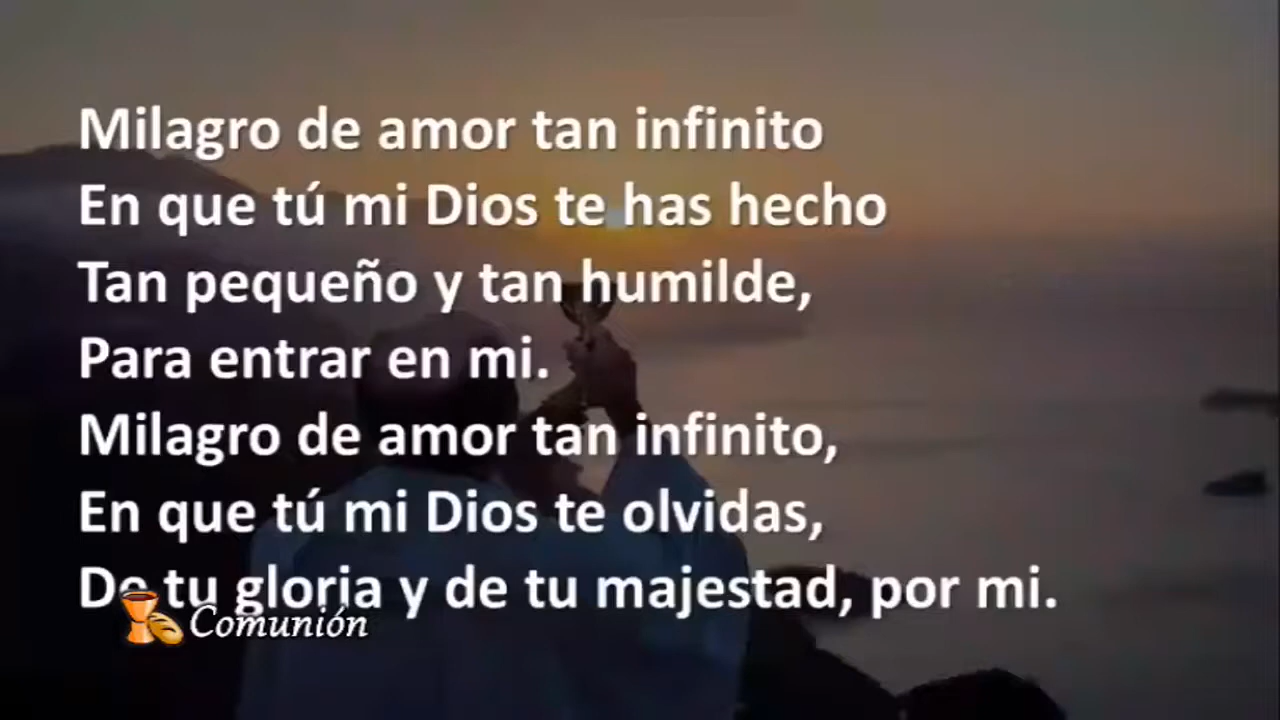 Milagro de amor tan infinito
En que tú mi Dios te has hecho
Tan pequeño y tan humilde,
Para entrar en mi.
Milagro de amor tan infinito,
En que tú mi Dios te olvidas,
De tu gloria y de tu majestad, por mi.
Comunión